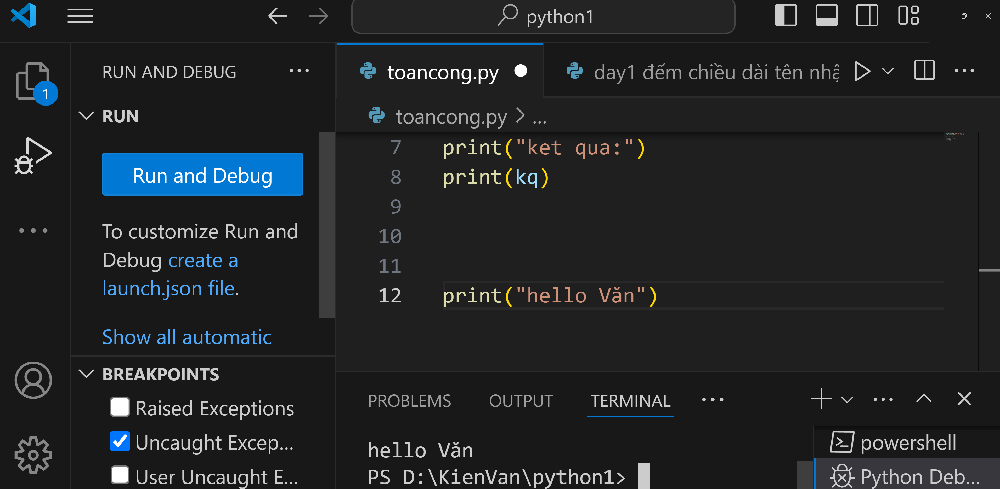 python1
RUN AND DEBUG
1
RUN
Run and Debug
To customize Run and
Debug create a
launch.json file.
Show all automatic
BREAKPOINTS
Raised Exceptions
Uncaught Excep...
User Uncaught E...
toancong.py
day1 đếm chiều dài tên nhậ
toancong.py > ...
7 print("ket qua:")
8 print(kq)
9
10
11
12 print("hello Văn")
PROBLEMS OUTPUT TERMINAL
hello Văn
PS D:\KienVan\python1>
powershell
Python Deb...